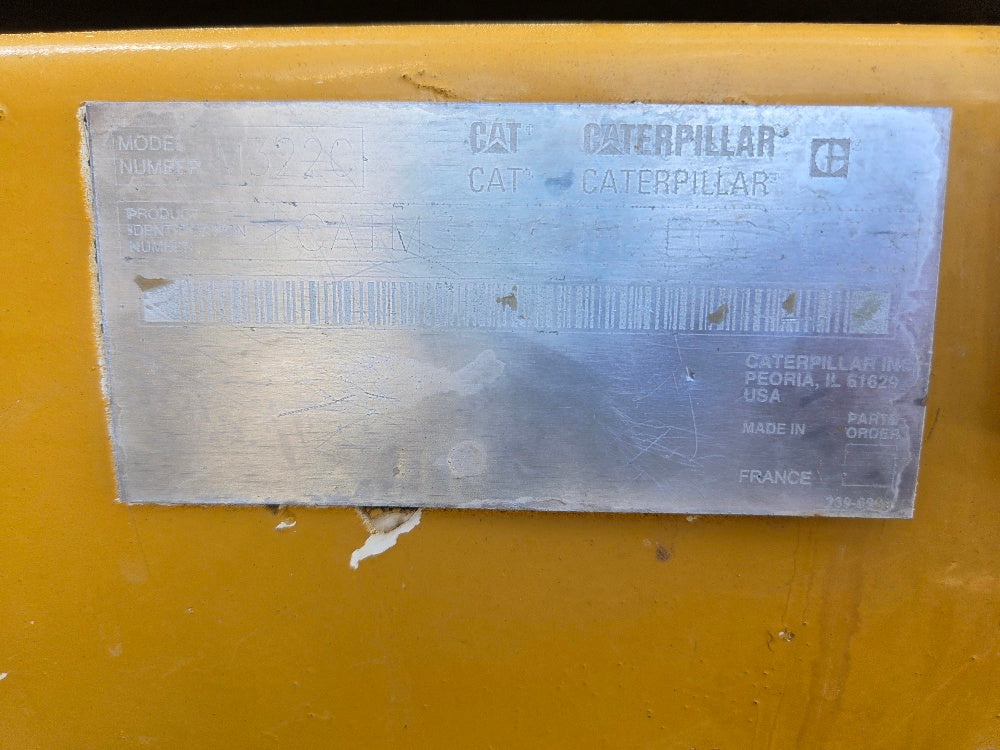 MODEL
NUMBER M322C
CAT CATERPILLAR
CAT CATERPILLAR
PRODUCT
IDENTIFICATION
NUMBER
CATERPILLAR INC
PEORIA, IL 61629
USA
MADE IN
PARTS
ORDER
FRANCE